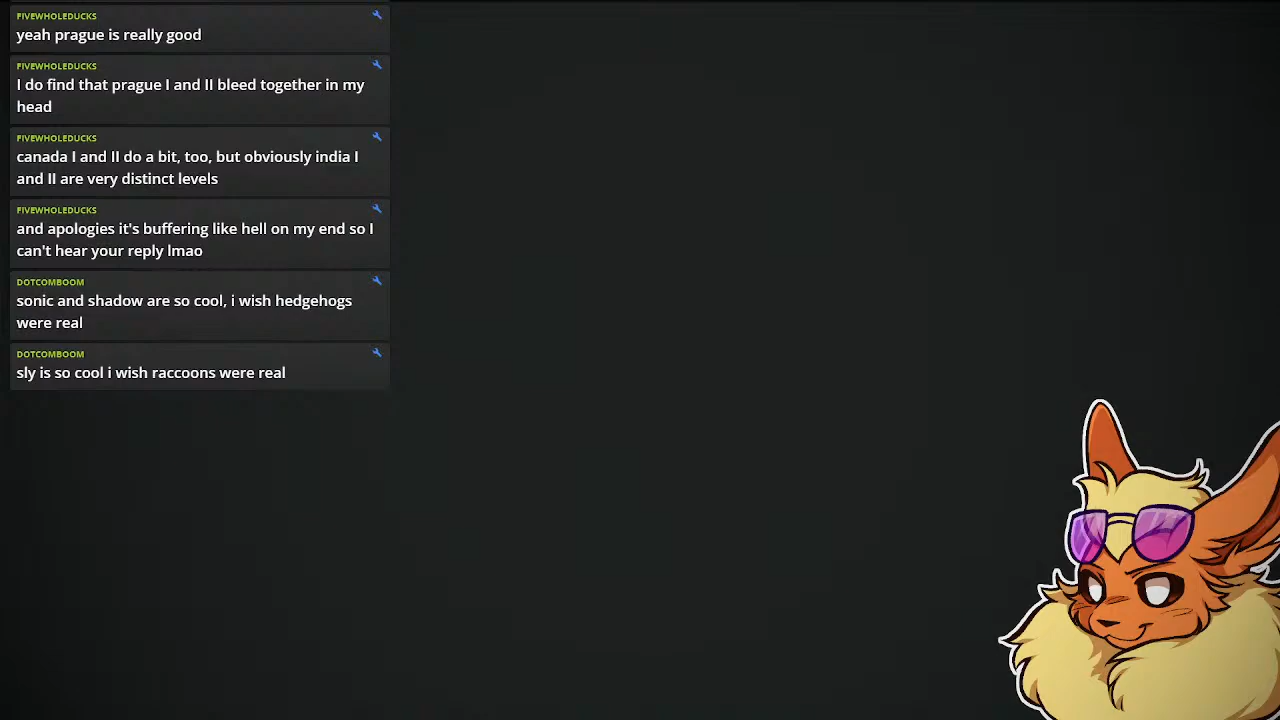 FIVEWHOLEDUCKS
yeah prague is really good
FIVEWHOLEDUCKS
I do find that prague I and II bleed together in my
head
FIVEWHOLEDUCKS
canada I and II do a bit, too, but obviously india I
and II are very distinct levels
FIVEWHOLEDUCKS
and apologies it's buffering like hell on my end so I
can't hear your reply lmao
DOTCOMBOOM
sonic and shadow are so cool, i wish hedgehogs
were real
DOTCOMBOOM
sly is so cool i wish raccoons were real